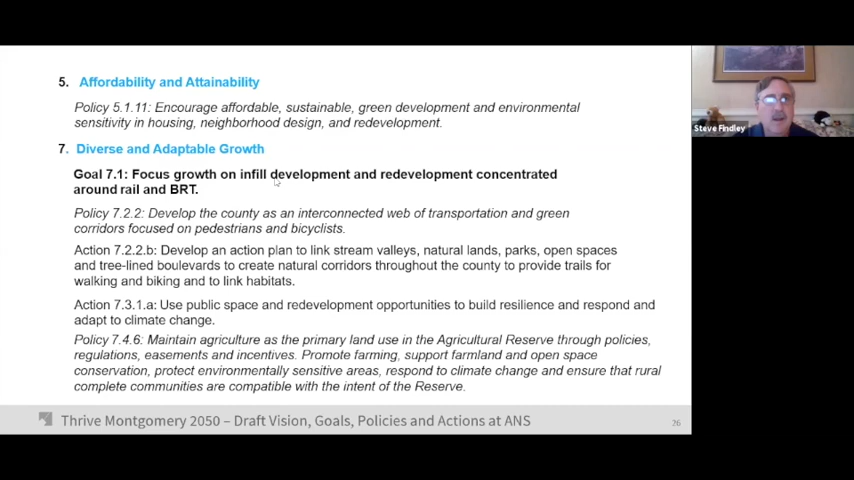 5. Affordability and Attainability
Policy 5.1.11: Encourage affordable, sustainable, green development and environmental
sensitivity in housing, neighborhood design, and redevelopment.
7. Diverse and Adaptable Growth
Goal 7.1: Focus growth on infill development and redevelopment concentrated
around rail and BRT.
Policy 7.2.2: Develop the county as an interconnected web of transportation and green
corridors focused on pedestrians and bicyclists.
Action 7.2.2.b: Develop an action plan to link stream valleys, natural lands, parks, open spaces
and tree-lined boulevards to create natural corridors throughout the county to provide trails for
walking and biking and to link habitats.
Action 7.3.1.a: Use public space and redevelopment opportunities to build resilience and respond and
adapt to climate change.
Policy 7.4.6: Maintain agriculture as the primary land use in the Agricultural Reserve through policies,
regulations, easements and incentives. Promote farming, support farmland and open space
conservation, protect environmentally sensitive areas, respond to climate change and ensure that rural
complete communities are compatible with the intent of the Reserve.
Thrive Montgomery 2050 – Draft Vision, Goals, Policies and Actions at ANS
26
Steve Findley